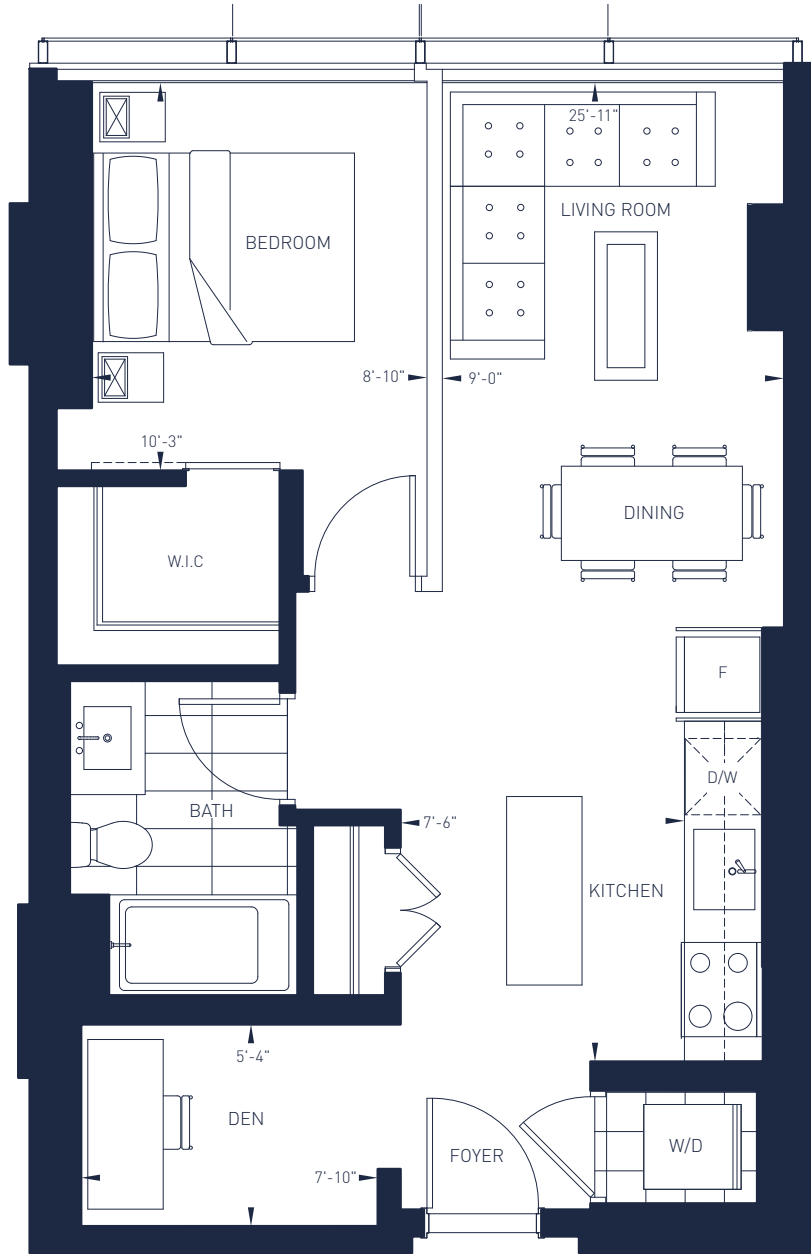 25'-11"
LIVING ROOM
BEDROOM
8'-10"
9'-0"
10'-3"
DINING
W.I.C
F
D/W
BATH
7'-6"
KITCHEN
5'-4"
DEN
FOYER
W/D
7'-10"